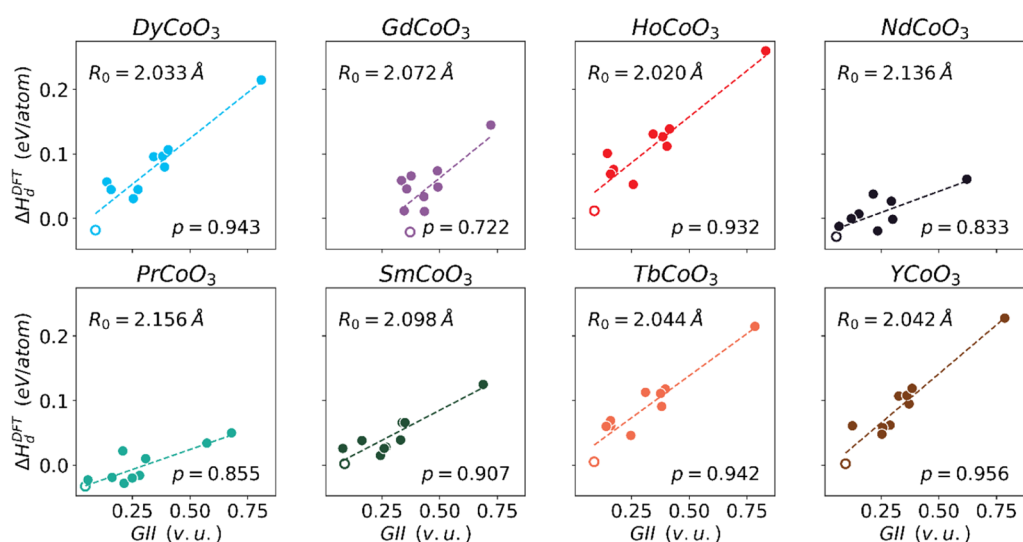 DyCoO3 GdCoO3 HoCoO3 NdCoO3
R0 = 2.033 Å R0 = 2.072 Å R0 = 2.020 Å R0 = 2.136 Å
ΔHdDFT (eV/atom)
0.2
0.1
0.0
p = 0.943 p = 0.722 p = 0.932 p = 0.833
PrCoO3 SmCoO3 TbCoO3 YCoO3
R0 = 2.156 Å R0 = 2.098 Å R0 = 2.044 Å R0 = 2.042 Å
ΔHdDFT (eV/atom)
0.2
0.1
0.0
p = 0.855 p = 0.907 p = 0.942 p = 0.956
0.25 0.50 0.75 0.25 0.50 0.75 0.25 0.50 0.75 0.25 0.50 0.75
GII (v.u.) GII (v.u.) GII (v.u.) GII (v.u.)